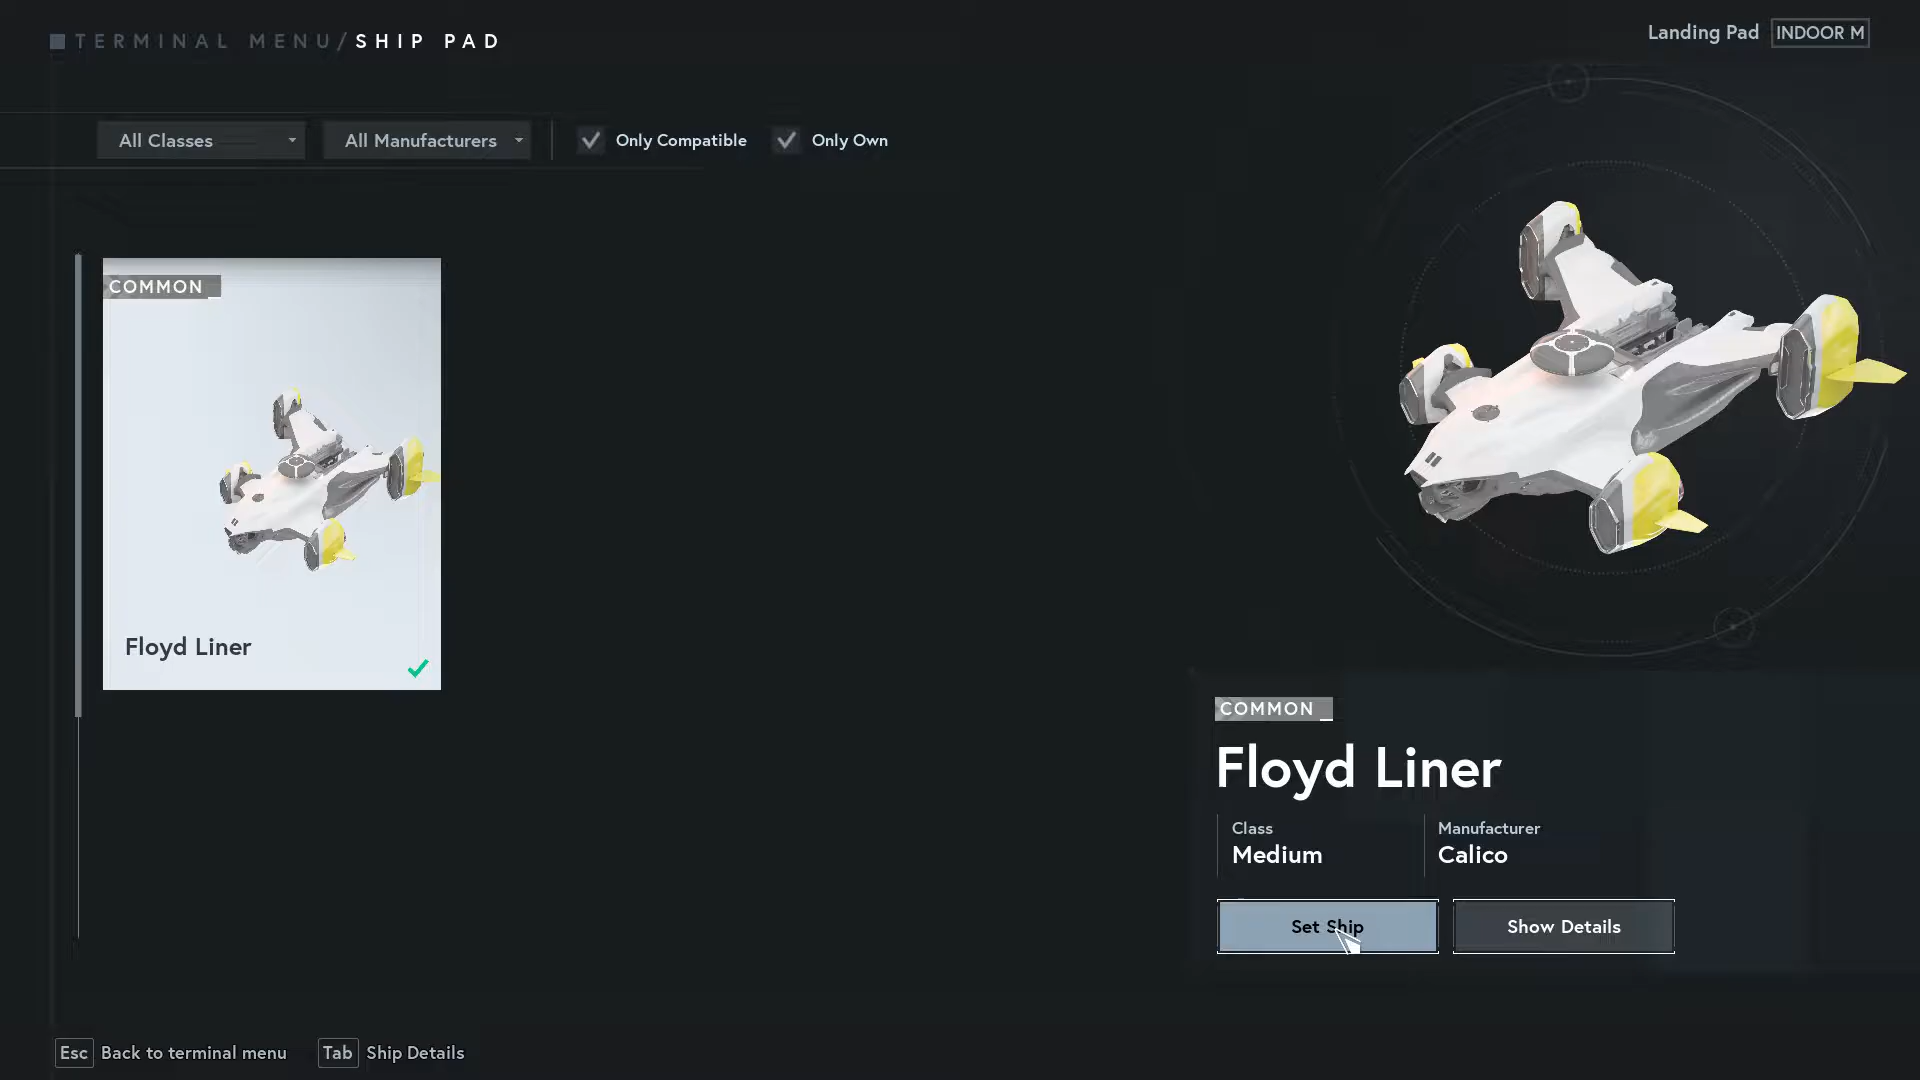 TERMINAL MENU/SHIP PAD
Landing Pad INDOOR M
All Classes All Manufacturers Only Compatible Only Own
COMMON _
Floyd Liner
COMMON _
Floyd Liner
Class Manufacturer
Medium Calico
Set Ship Show Details
Esc Back to terminal menu Tab Ship Details